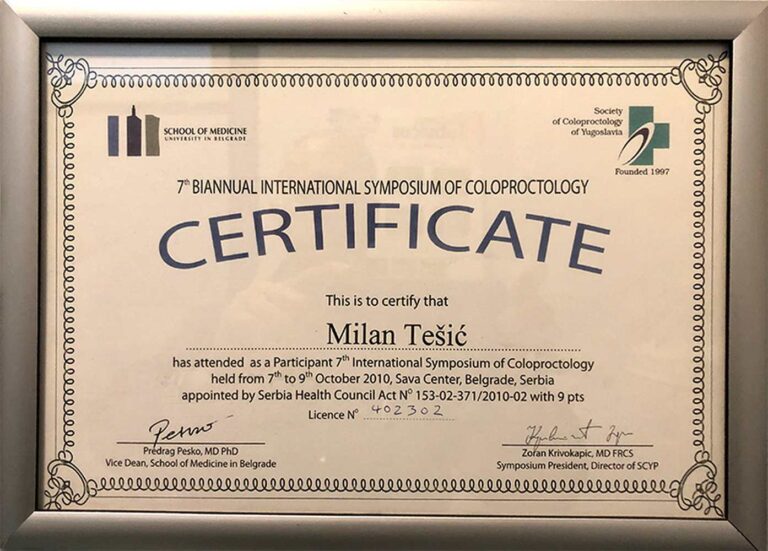 SCHOOL OF MEDICINE
UNIVERSITY IN BELGRADE
Society
of Coloproctology
of Yugoslavia
Founded 1997
7th BIANNUAL INTERNATIONAL SYMPOSIUM OF COLOPROCTOLOGY
CERTIFICATE
This is to certify that
Milan Tešić
has attended as a Participant 7th International Symposium of Coloproctology
held from 7th to 9th October 2010, Sava Center, Belgrade, Serbia
appointed by Serbia Health Council Act No 153-02-371/2010-02 with 9 pts
Licence No 402302
Predrag Pesko, MD PhD
Vice Dean, School of Medicine in Belgrade
Zoran Krivokapic, MD FRCS
Symposium President, Director of SCYP